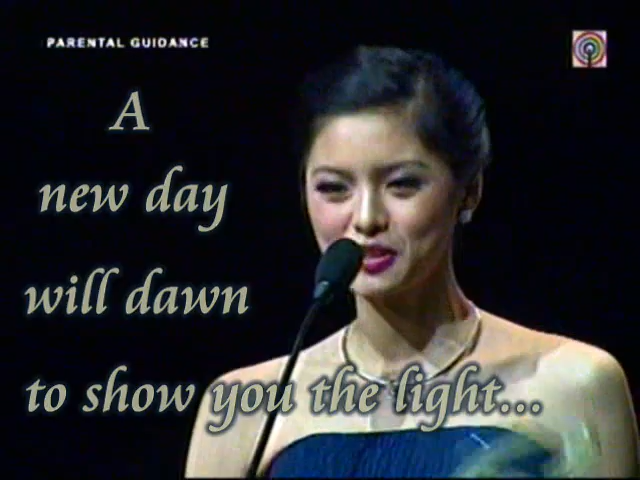 PARENTAL GUIDANCE
A
new day
will dawn
to show you the light...